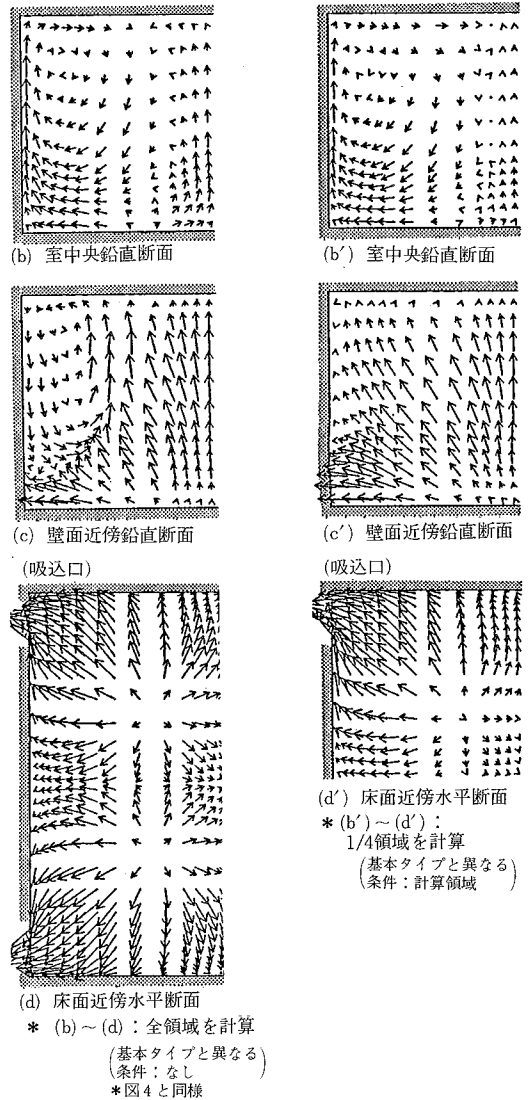 (b) 室中央鉛直断面
(b′) 室中央鉛直断面
(c) 壁面近傍鉛直断面
(c′) 壁面近傍鉛直断面
(吸込口)
(吸込口)
(d′) 床面近傍水平断面
* (b′)~(d′):
1/4領域を計算
(基本タイプと異なる
条件:計算領域)
(d) 床面近傍水平断面
* (b)~(d):全領域を計算
(基本タイプと異なる
条件:なし)
*図4と同様